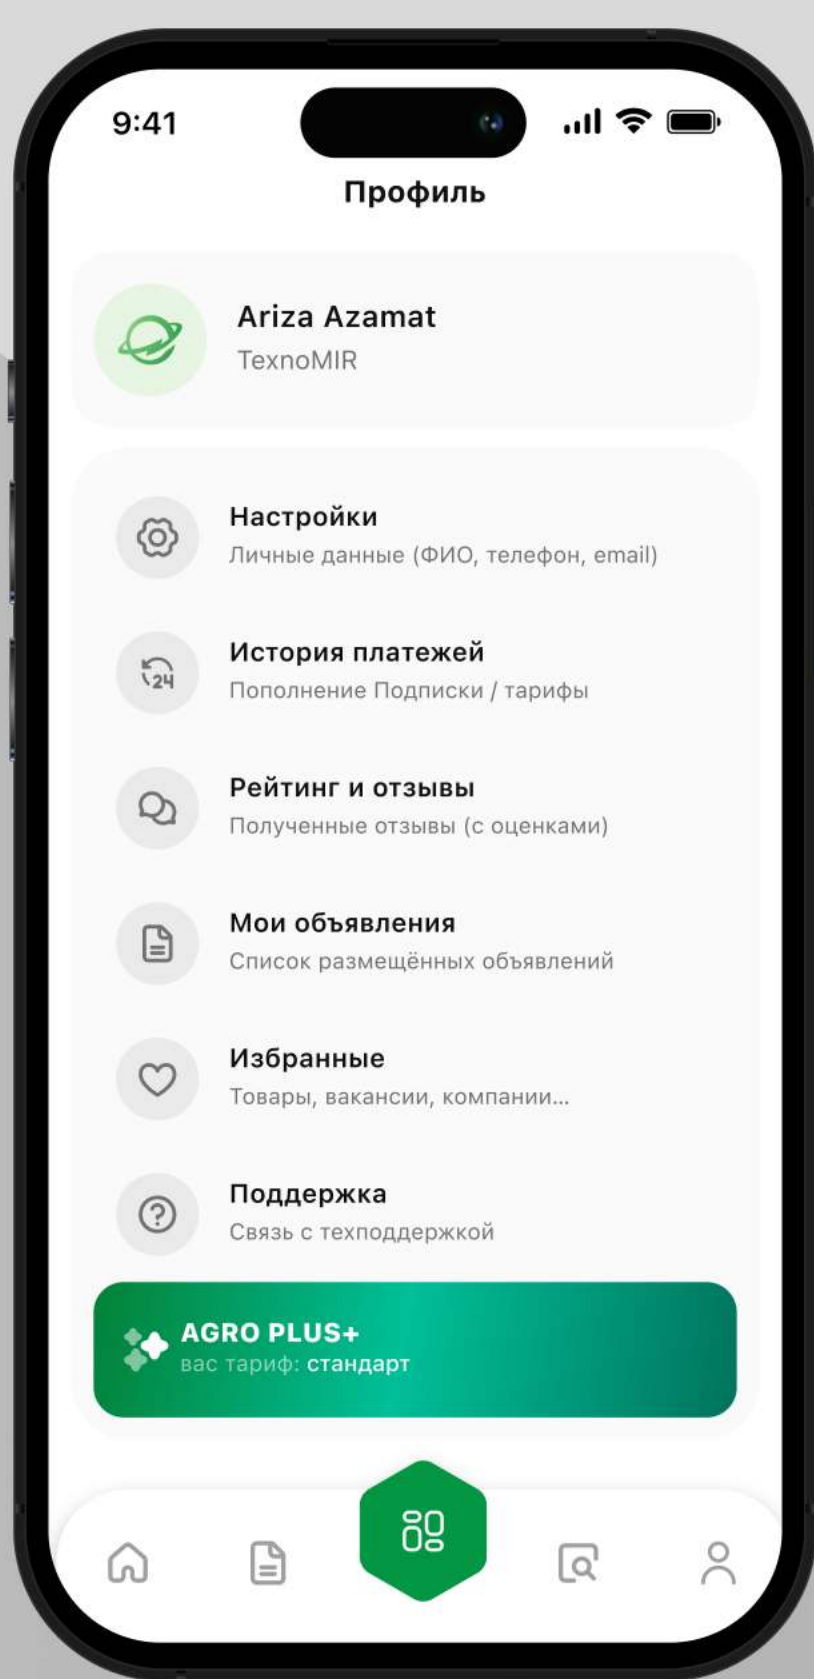 9:41
Профиль
Ariza Azamat
TexnoMIR
Настройки
Личные данные (ФИО, телефон, email)
24
История платежей
Пополнение Подписки / тарифы
Рейтинг и отзывы
Полученные отзывы (с оценками)
Мои объявления
Список размещённых объявлений
Избранные
Товары, вакансии, компании...
Поддержка
Связь с техподдержкой
AGRO PLUS+
вас тариф: стандарт